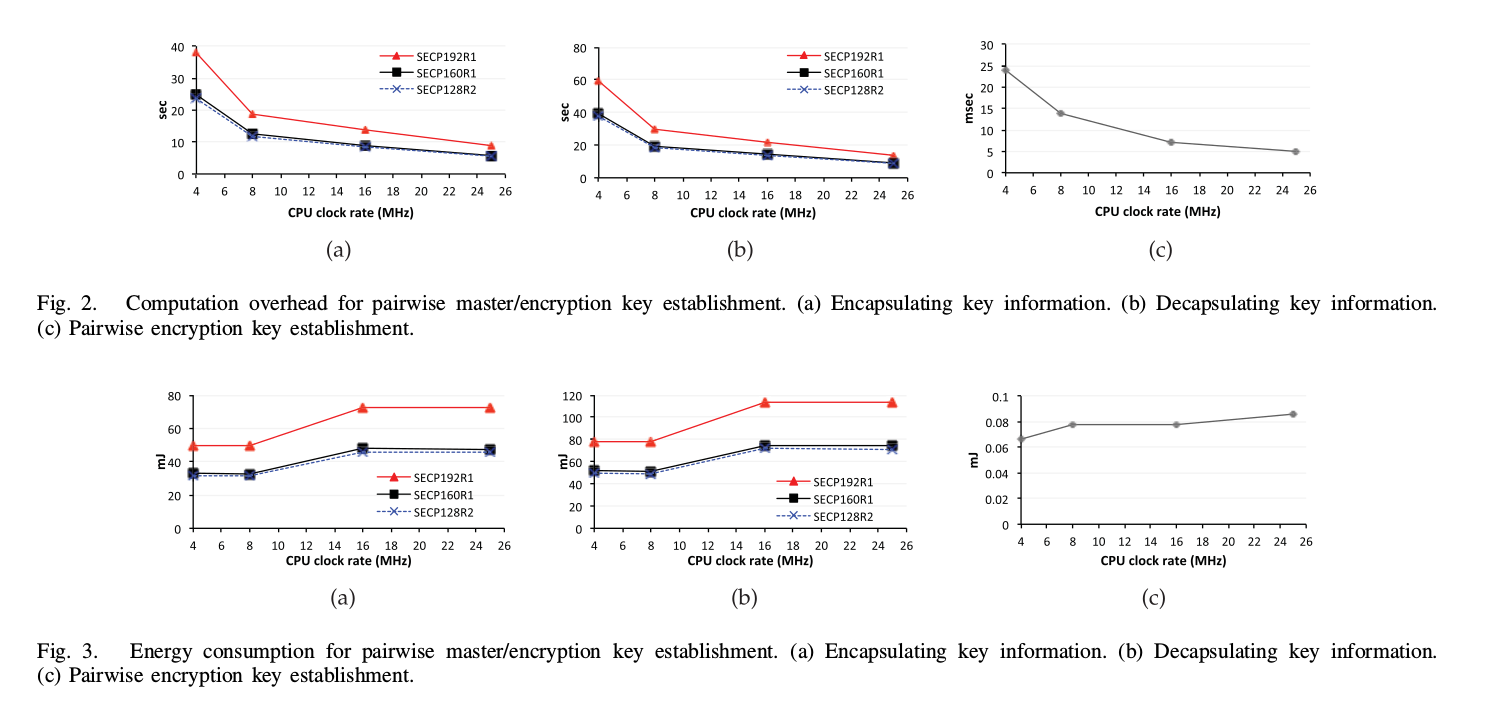 40
30
20
10
0
sec
4 6 8 10 12 14 16 18 20 22 24 26
CPU clock rate (MHz)
SECP192R1
SECP160R1
SECP128R2
(a)
80
60
40
20
0
sec
4 6 8 10 12 14 16 18 20 22 24 26
CPU clock rate (MHz)
SECP192R1
SECP160R1
SECP128R2
(b)
30
25
20
15
10
5
0
msec
4 6 8 10 12 14 16 18 20 22 24 26
CPU clock rate (MHz)
(c)
Fig. 2. Computation overhead for pairwise master/encryption key establishment. (a) Encapsulating key information. (b) Decapsulating key information.
(c) Pairwise encryption key establishment.
80
60
40
20
0
mJ
4 6 8 10 12 14 16 18 20 22 24 26
CPU clock rate (MHz)
SECP192R1
SECP160R1
SECP128R2
(a)
120
100
80
60
40
20
0
mJ
4 6 8 10 12 14 16 18 20 22 24 26
CPU clock rate (MHz)
SECP192R1
SECP160R1
SECP128R2
(b)
0.1
0.08
0.06
0.04
0.02
0
mJ
4 6 8 10 12 14 16 18 20 22 24 26
CPU clock rate (MHz)
(c)
Fig. 3. Energy consumption for pairwise master/encryption key establishment. (a) Encapsulating key information. (b) Decapsulating key information.
(c) Pairwise encryption key establishment.